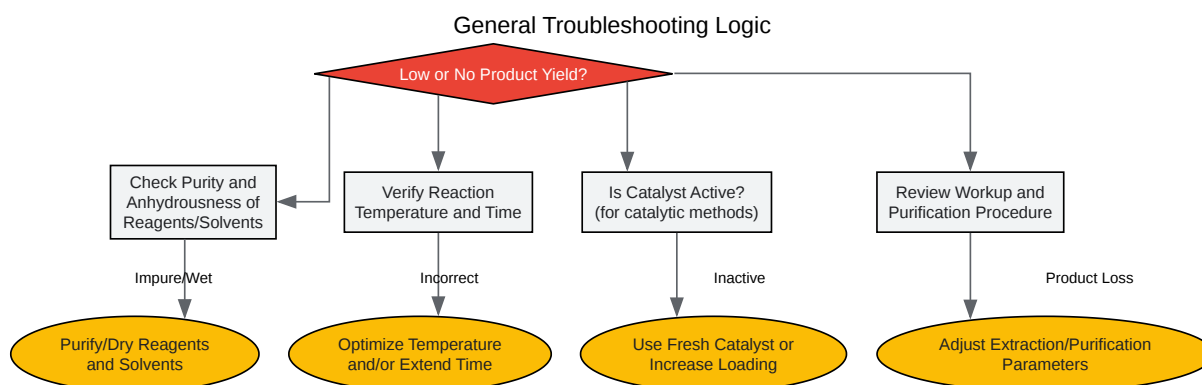 General Troubleshooting Logic
Low or No Product Yield?
Check Purity and
Anhydrousness of
Reagents/Solvents
Verify Reaction
Temperature and Time
Is Catalyst Active?
(for catalytic methods)
Review Workup and
Purification Procedure
Impure/Wet
Incorrect
Inactive
Product Loss
Purify/Dry Reagents
and Solvents
Optimize Temperature
and/or Extend Time
Use Fresh Catalyst or
Increase Loading
Adjust Extraction/Purification
Parameters